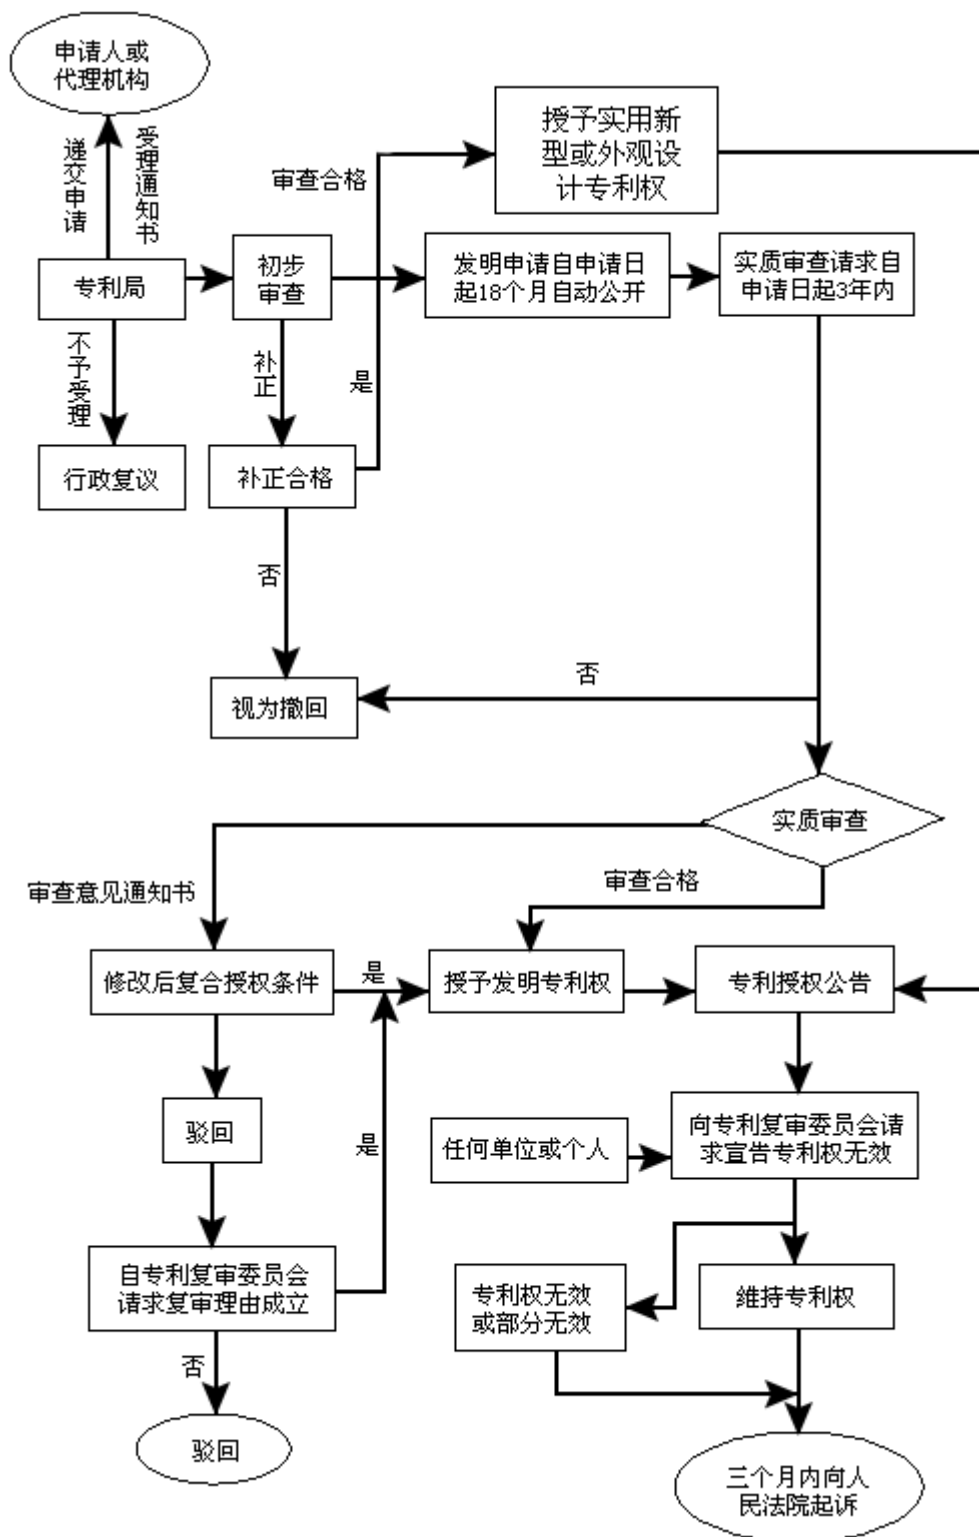 申请人或
代理机构
递交申请
受理通知书
审查合格
授予实用新
型或外观设
计专利权
专利局
初步
审查
发明申请自申请日
起18个月自动公开
实质审查请求自
申请日起3年内
不予受理
补正
是
行政复议
补正合格
否
视为撤回
否
实质审查
审查意见通知书
审查合格
修改后复合授权条件
是
授予发明专利权
专利授权公告
驳回
是
任何单位或个人
向专利复审委员会请
求宣告专利权无效
自专利复审委员会
请求复审理由成立
专利权无效
或部分无效
维持专利权
否
驳回
三个月内向人
民法院起诉